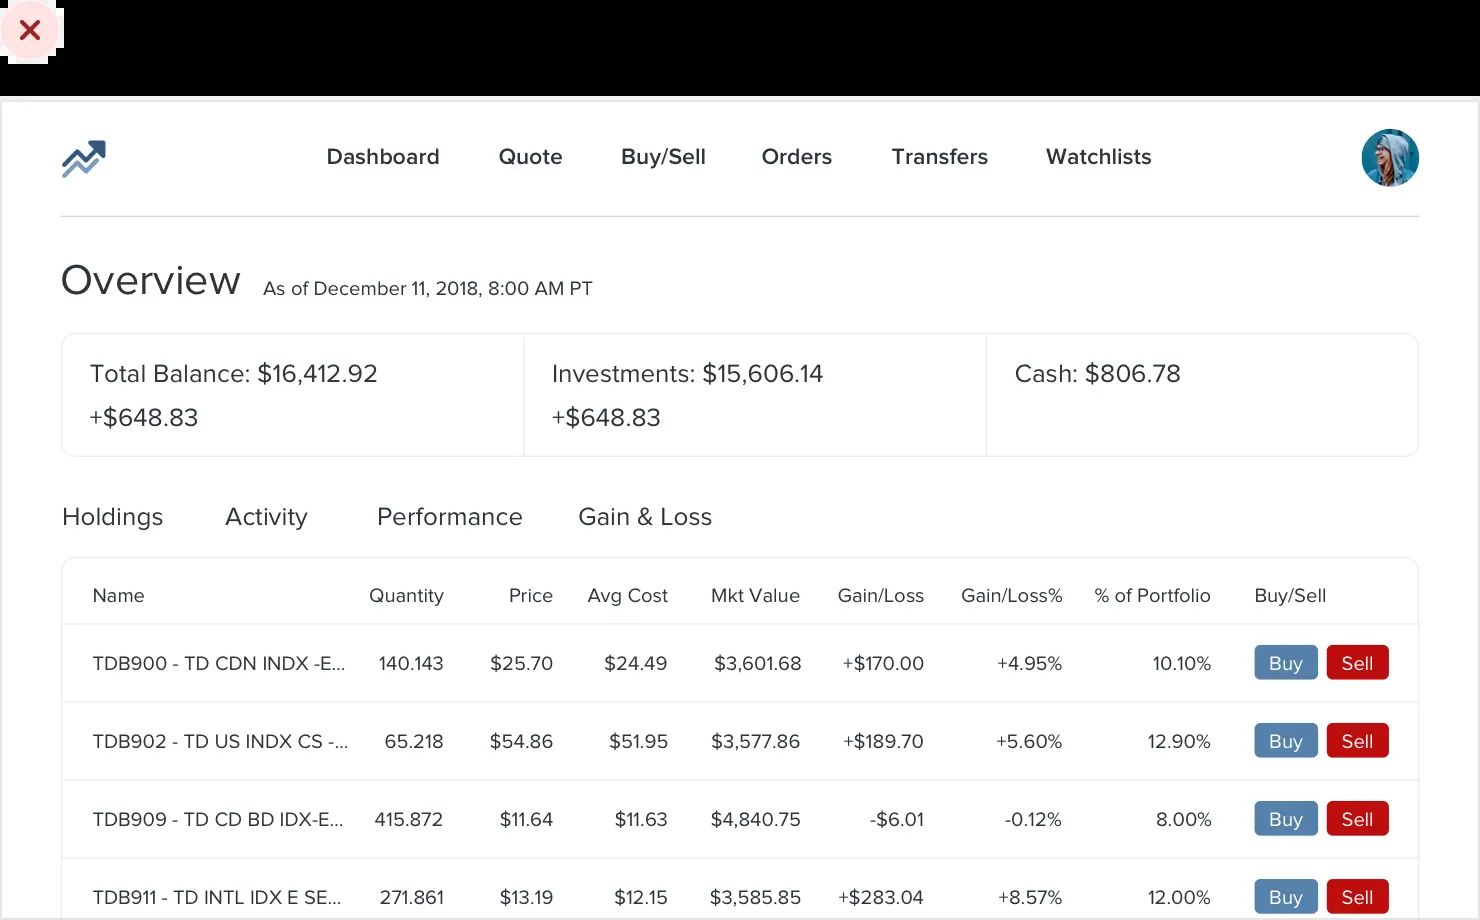 Dashboard Quote Buy/Sell Orders Transfers Watchlists
Overview As of December 11, 2018, 8:00 AM PT
Total Balance: $16,412.92 Investments: $15,606.14 Cash: $806.78
+$648.83 +$648.83
Holdings Activity Performance Gain & Loss
Name Quantity Price Avg Cost Mkt Value Gain/Loss Gain/Loss% % of Portfolio Buy/Sell
TDB900 - TD CDN INDX -E... 140.143 $25.70 $24.49 $3,601.68 +$170.00 +4.95% 10.10% Buy Sell
TDB902 - TD US INDX CS -... 65.218 $54.86 $51.95 $3,577.86 +$189.70 +5.60% 12.90% Buy Sell
TDB909 - TD CD BD IDX-E... 415.872 $11.64 $11.63 $4,840.75 -$6.01 -0.12% 8.00% Buy Sell
TDB911 - TD INTL IDX E SE... 271.861 $13.19 $12.15 $3,585.85 +$283.04 +8.57% 12.00% Buy Sell